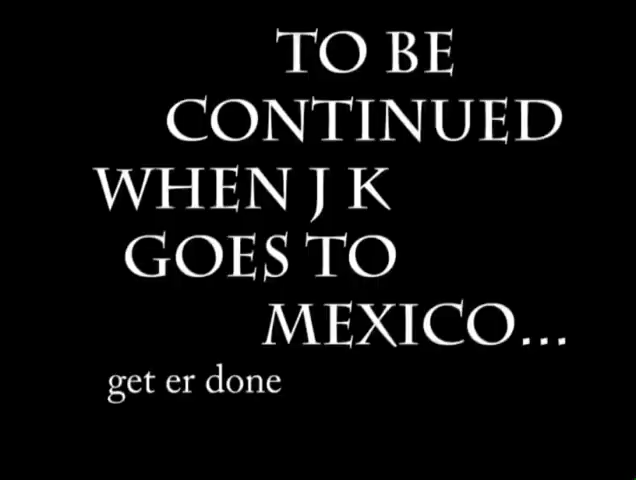 TO BE
CONTINUED
WHEN J K
GOES TO
MEXICO...
get er done